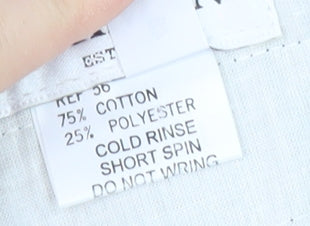 EST
REF 56
75% COTTON
25% POLYESTER
COLD RINSE
SHORT SPIN
DO NOT WRING